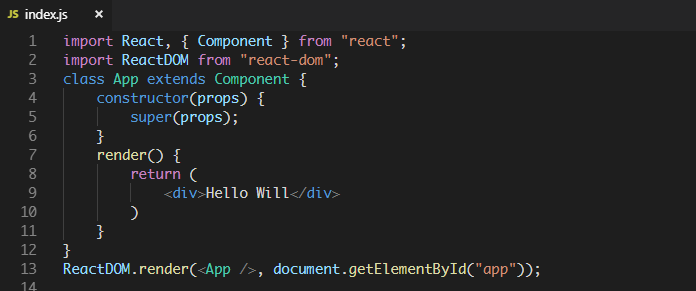 JS index.js ×
1 import React, { Component } from "react";
2 import ReactDOM from "react-dom";
3 class App extends Component {
4     constructor(props) {
5         super(props);
6     }
7     render() {
8         return (
9             <div>Hello Will</div>
10         )
11     }
12 }
13 ReactDOM.render(<App />, document.getElementById("app"));
14